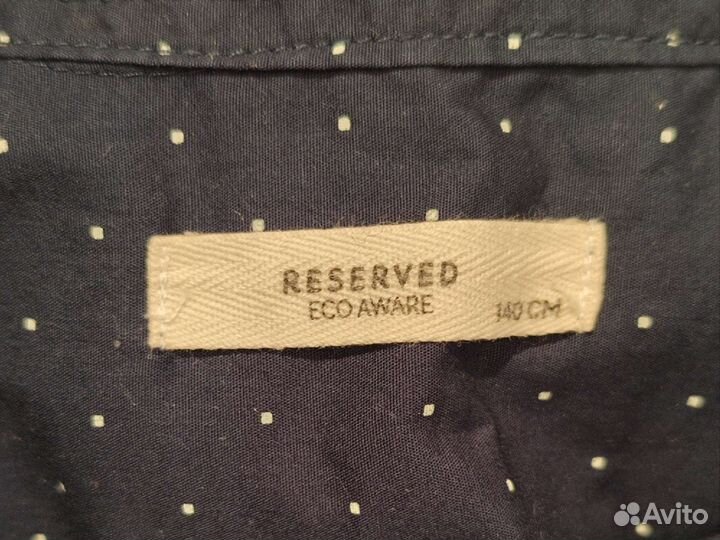 RESERVED
ECO AWARE
140 CM
Avito